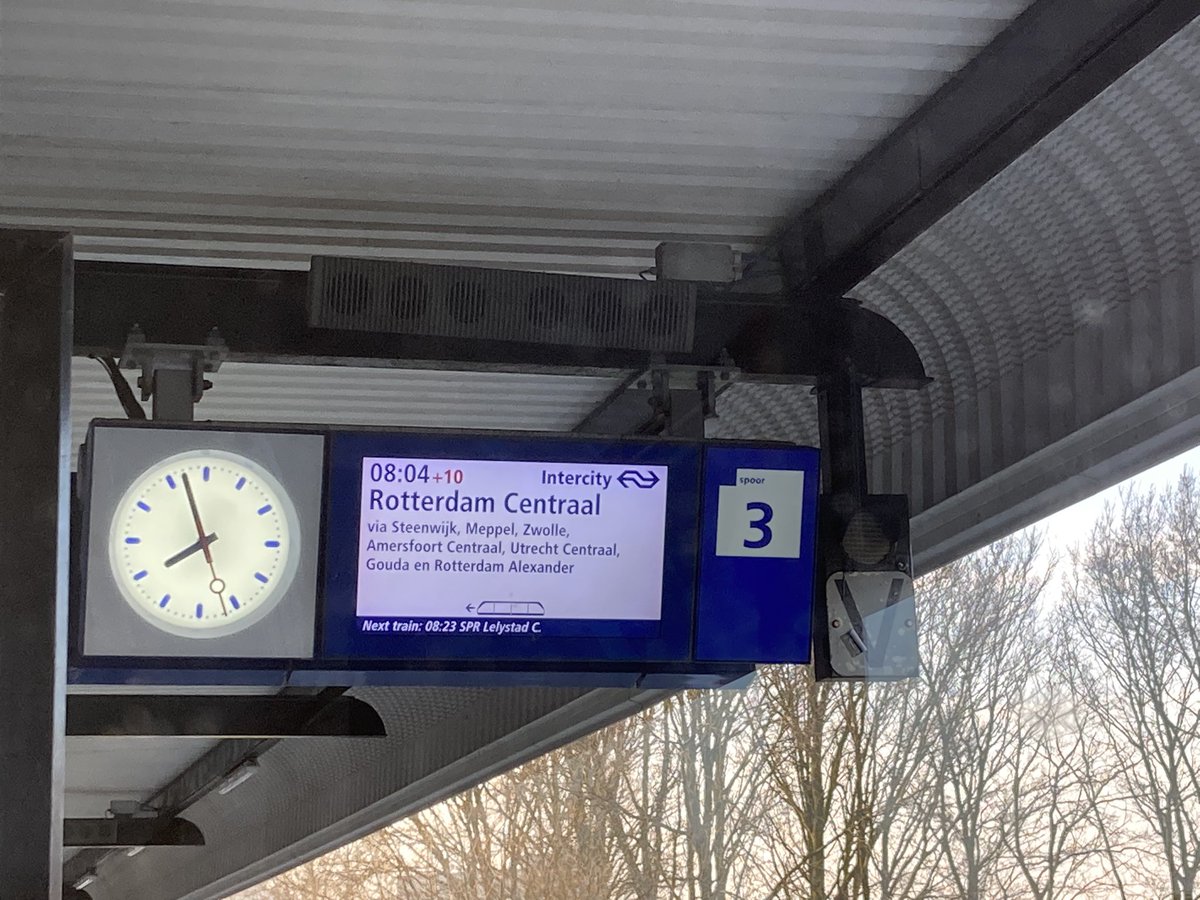 08:04 +10 Intercity
Rotterdam Centraal
via Steenwijk, Meppel, Zwolle,
Amersfoort Centraal, Utrecht Centraal,
Gouda en Rotterdam Alexander
Next train: 08:23 SPR Lelystad C.
spoor
3